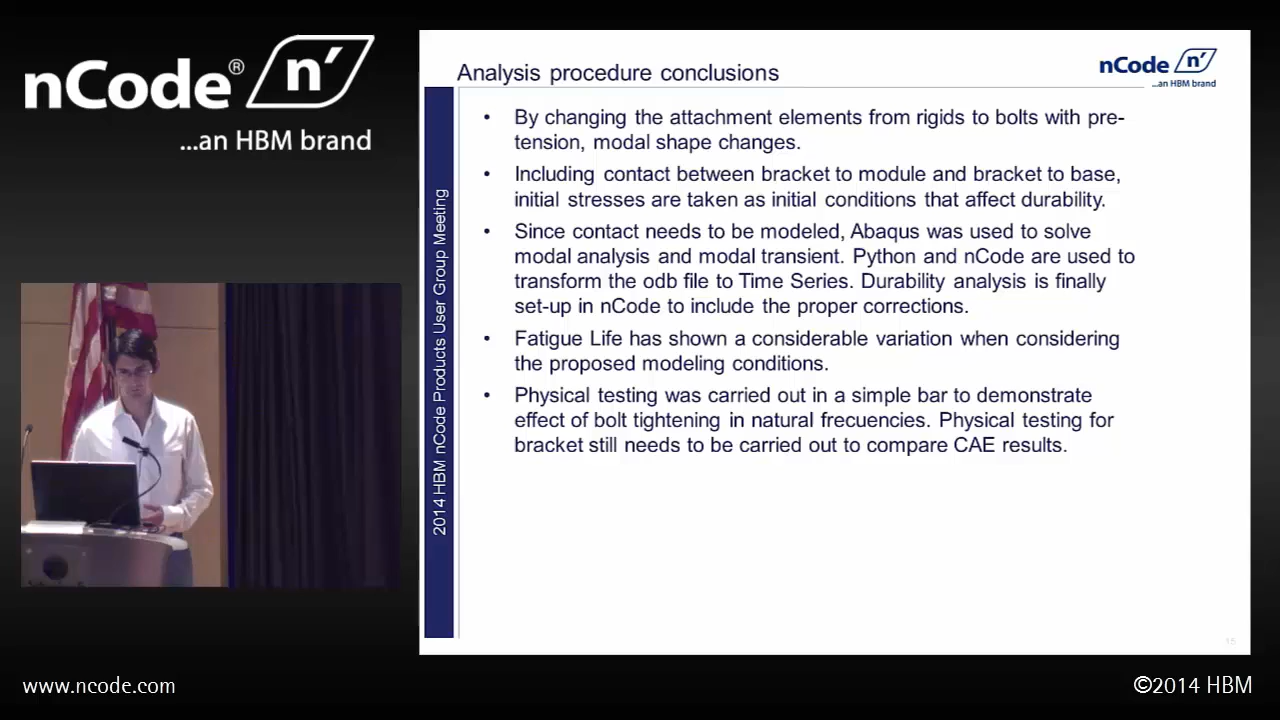 nCode® n'
...an HBM brand
Analysis procedure conclusions
nCode n'
...an HBM brand
2014 HBM nCode Products User Group Meeting
• By changing the attachment elements from rigids to bolts with pre-
tension, modal shape changes.
• Including contact between bracket to module and bracket to base,
initial stresses are taken as initial conditions that affect durability.
• Since contact needs to be modeled, Abaqus was used to solve
modal analysis and modal transient. Python and nCode are used to
transform the odb file to Time Series. Durability analysis is finally
set-up in nCode to include the proper corrections.
• Fatigue Life has shown a considerable variation when considering
the proposed modeling conditions.
• Physical testing was carried out in a simple bar to demonstrate
effect of bolt tightening in natural frecuencies. Physical testing for
bracket still needs to be carried out to compare CAE results.
15
www.ncode.com
©2014 HBM